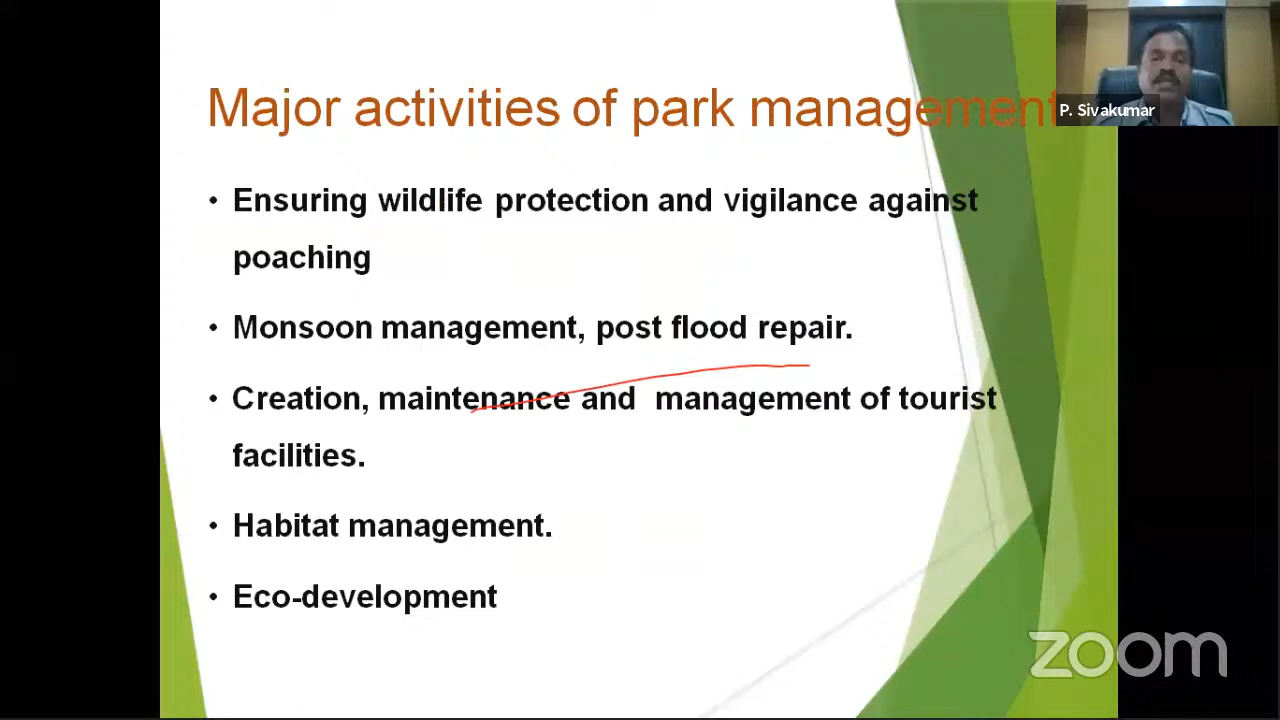 Major activities of park management
P. Sivakumar
• Ensuring wildlife protection and vigilance against
poaching
• Monsoon management, post flood repair.
• Creation, maintenance and management of tourist
facilities.
• Habitat management.
• Eco-development
zoom